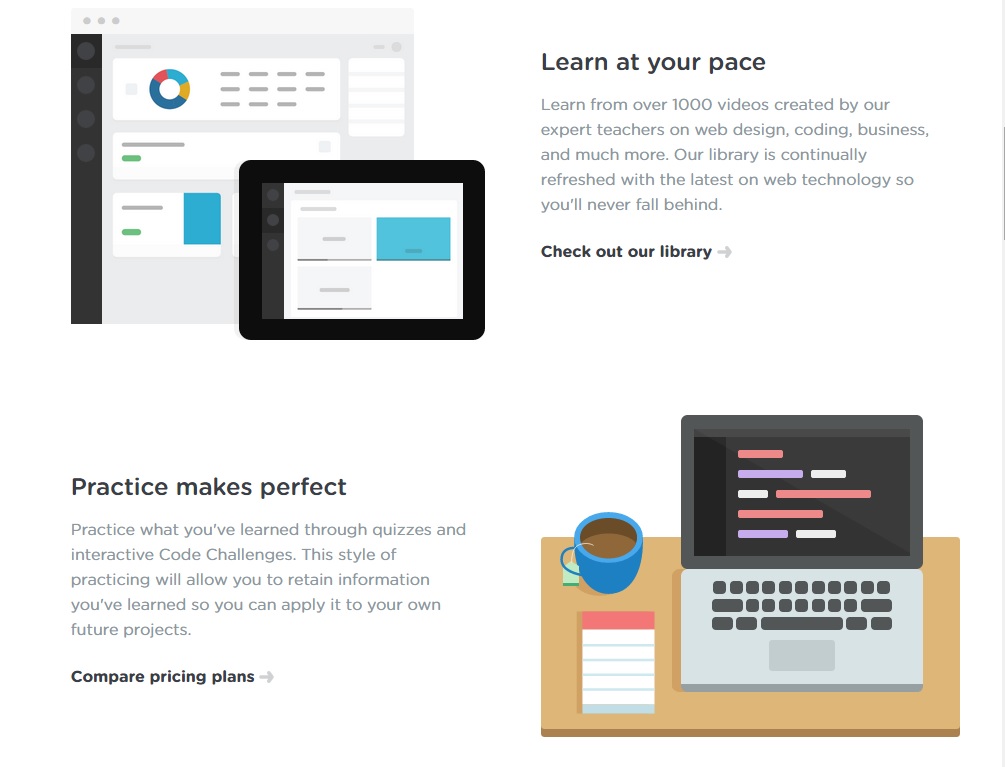 Learn at your pace
Learn from over 1000 videos created by our
expert teachers on web design, coding, business,
and much more. Our library is continually
refreshed with the latest on web technology so
you'll never fall behind.
Check out our library
Practice makes perfect
Practice what you've learned through quizzes and
interactive Code Challenges. This style of
practicing will allow you to retain information
you've learned so you can apply it to your own
future projects.
Compare pricing plans